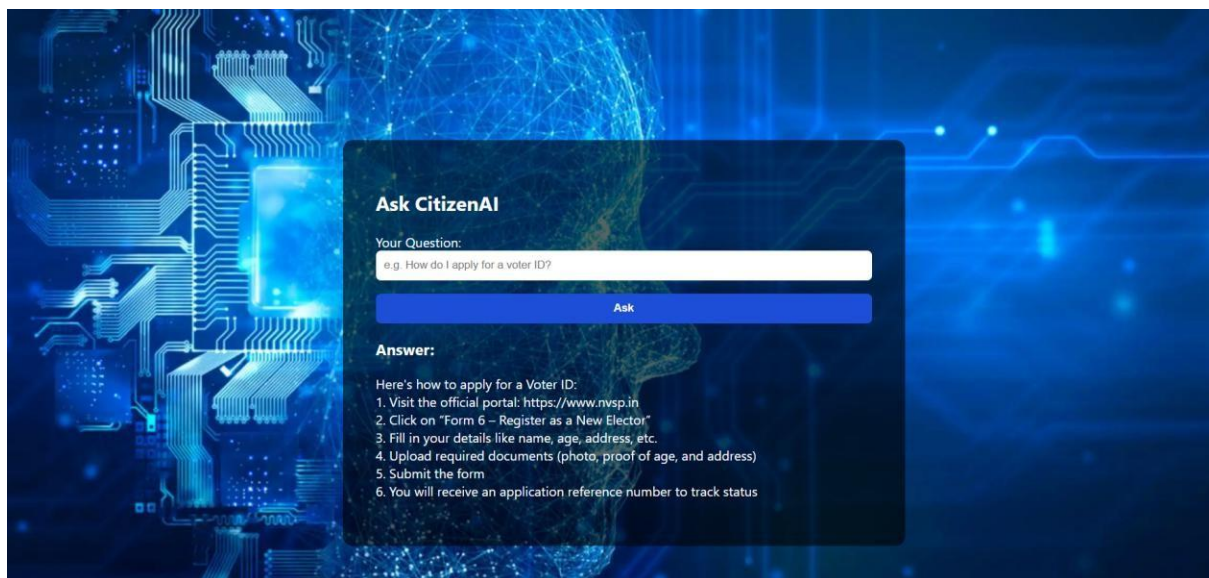 Ask CitizenAI
Your Question:
e.g. How do I apply for a voter ID?
Ask
Answer:
Here's how to apply for a Voter ID:
1. Visit the official portal: https://www.nvsp.in
2. Click on “Form 6 – Register as a New Elector”
3. Fill in your details like name, age, address, etc.
4. Upload required documents (photo, proof of age, and address)
5. Submit the form
6. You will receive an application reference number to track status